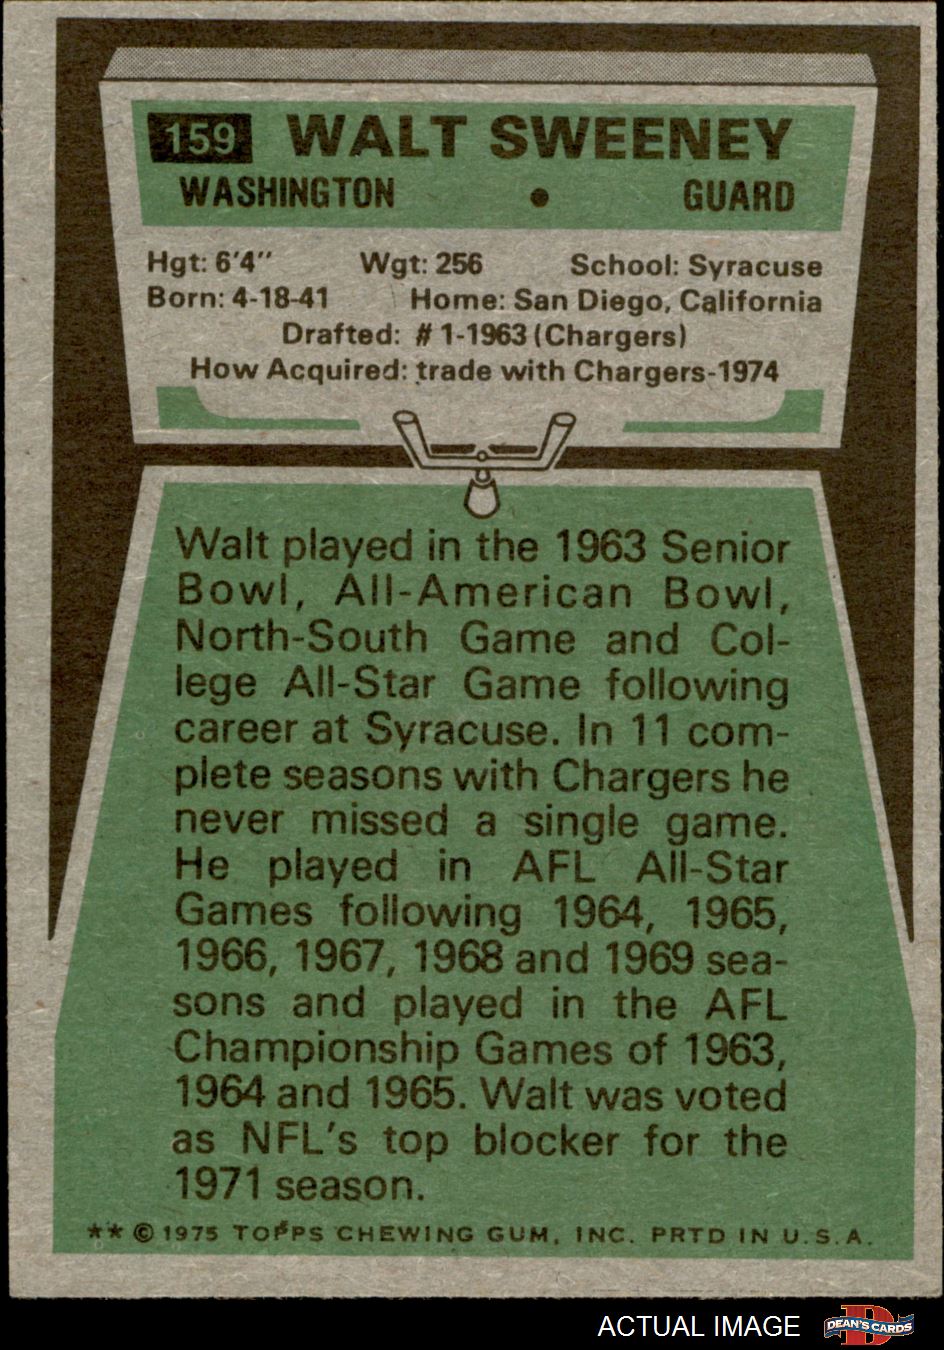 159 WALT SWEENEY
WASHINGTON • GUARD
Hgt: 6'4" Wgt: 256 School: Syracuse
Born: 4-18-41 Home: San Diego, California
Drafted: #1-1963 (Chargers)
How Acquired: trade with Chargers-1974
Walt played in the 1963 Senior
Bowl, All-American Bowl,
North-South Game and Col-
lege All-Star Game following
career at Syracuse. In 11 com-
plete seasons with Chargers he
never missed a single game.
He played in AFL All-Star
Games following 1964, 1965,
1966, 1967, 1968 and 1969 sea-
sons and played in the AFL
Championship Games of 1963,
1964 and 1965. Walt was voted
as NFL's top blocker for the
1971 season.
** © 1975 TOPPS CHEWING GUM, INC. PRTD IN U.S.A.
ACTUAL IMAGE D DEAN'S CARDS